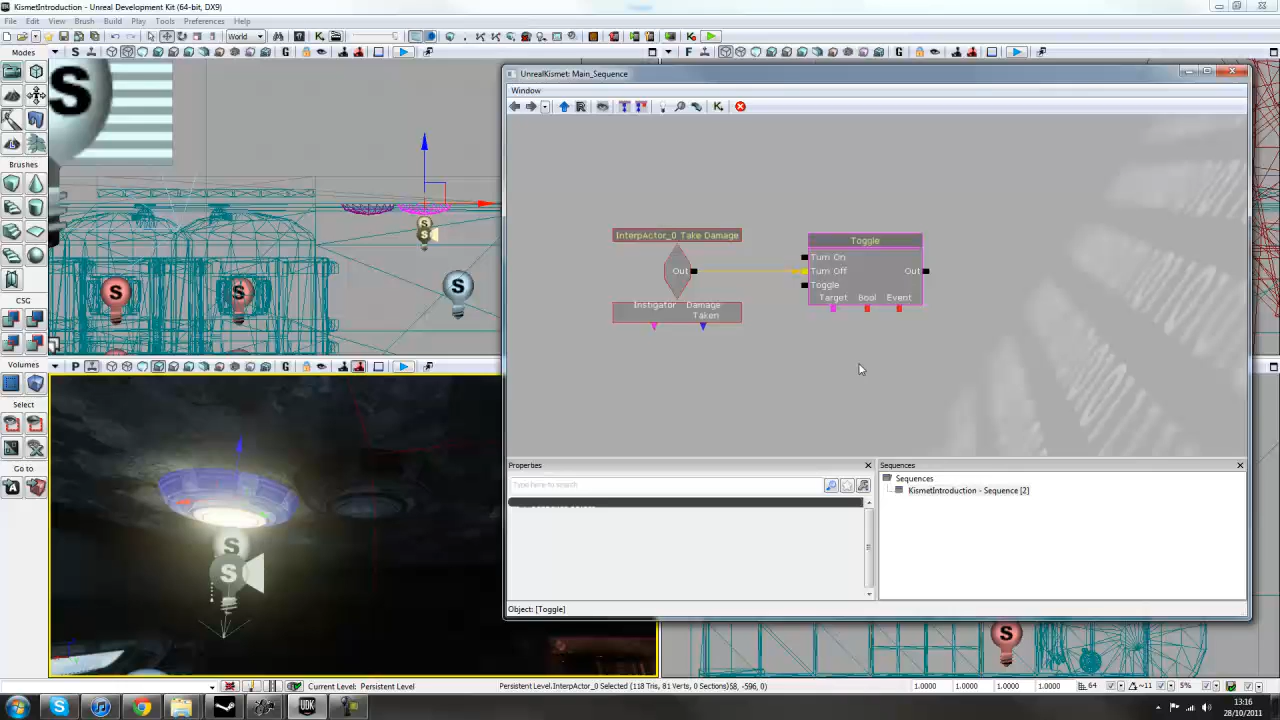 KismetIntroduction - Unreal Development Kit (64-bit, DX9)
File Edit View Brush Build Play Tools Preferences Help
World
Modes
S
Brushes
CSG
Volumes
Select
Go to
S G
F G
P G
S
S
S
S
S
S
S
S
UnrealKismet: Main_Sequence
Window
InterpActor_0 Take Damage
Out
Instigator Damage
Taken
Toggle
Turn On
Turn Off Out
Toggle
Target Bool Event
Properties
Type here to search
Sequences
Sequences
KismetIntroduction - Sequence [2]
Object: [Toggle]
Current Level: Persistent Level
Persistent Level.InterpActor_0 Selected (118 Tris, 81 Verts, 0 Sections)
58, -596, 0)
1.0000 1.0000 1.0000 1.0000 64 ~11 5%
UDK
13:16
28/10/2011